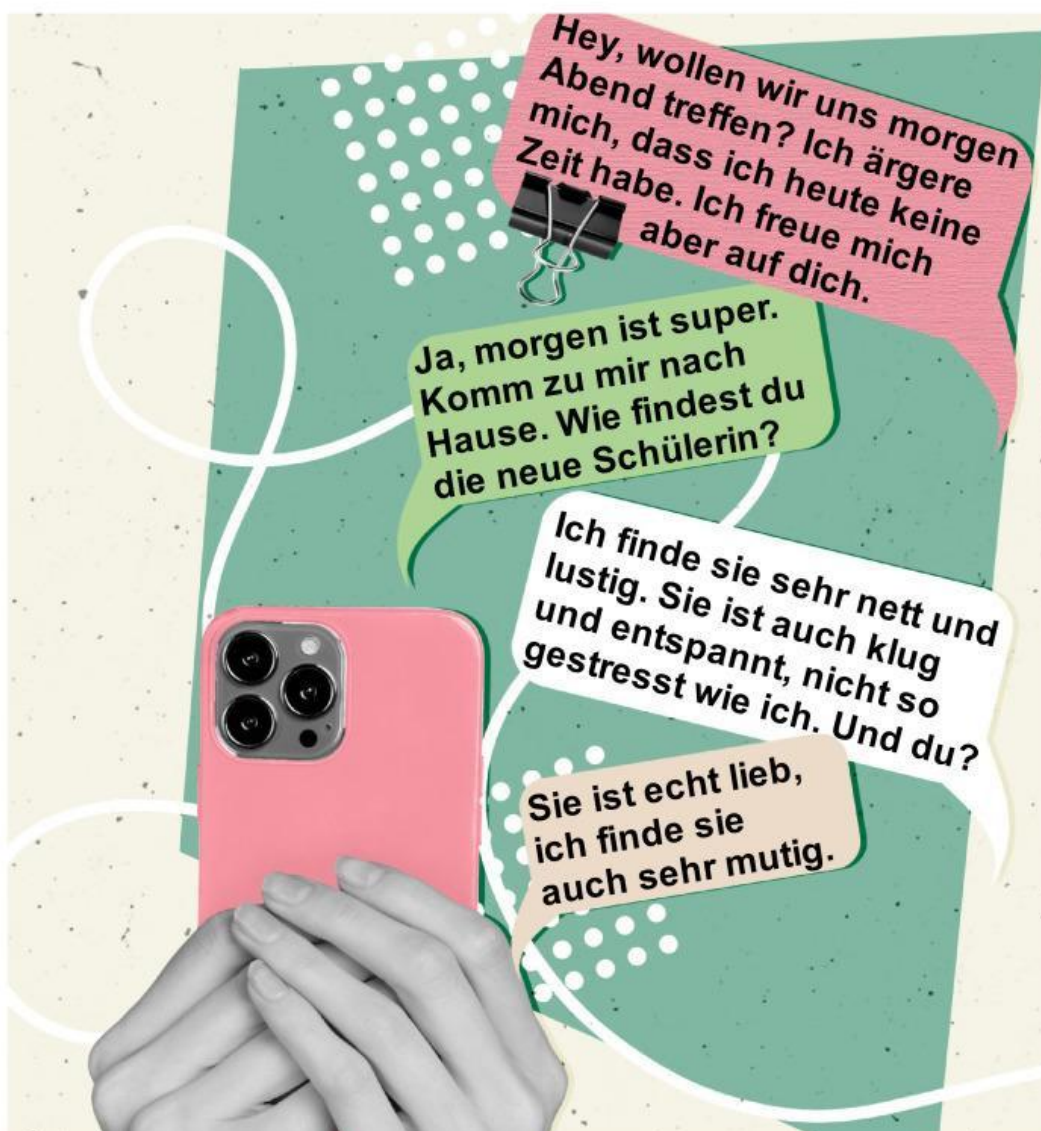 Hey, wollen wir uns morgen
Abend treffen? Ich ärgere
mich, dass ich heute keine
Zeit habe. Ich freue mich
aber auf dich.
Ja, morgen ist super.
Komm zu mir nach
Hause. Wie findest du
die neue Schülerin?
Ich finde sie sehr nett und
lustig. Sie ist auch klug
und entspannt, nicht so
gestresst wie ich. Und du?
Sie ist echt lieb,
ich finde sie
auch sehr mutig.